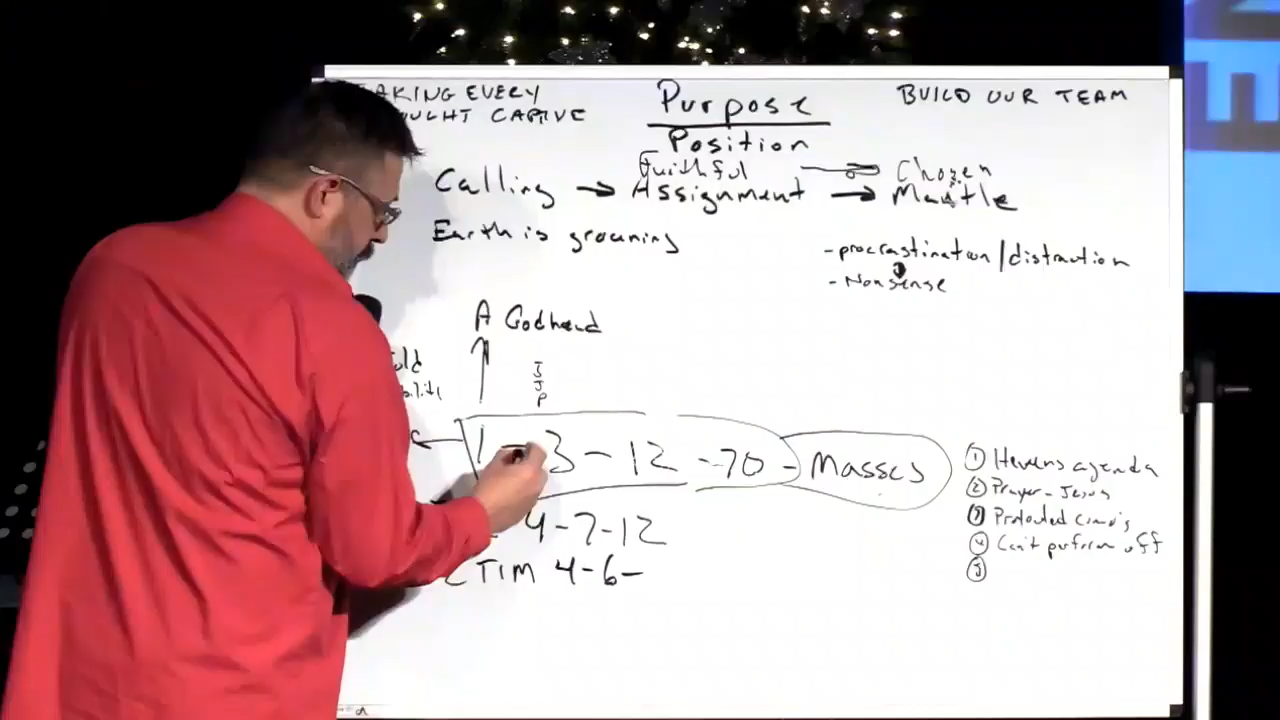 AKING EVERY
UGHT CAPTIVE
Purpose
Position
BUILD OUR TEAM
Faithful
Chosen
Calling → Assignment → Mantle
Earth is groaning
- procrastination/distraction
- Nonsense
A Godhead
old
J
J
P
1 - 3 - 12 - 70 - Masses
4-7-12
TIM 4-6-
① Heavens agenda
② Prayer - Jesus
③
④ Can't perform off
⑤
E